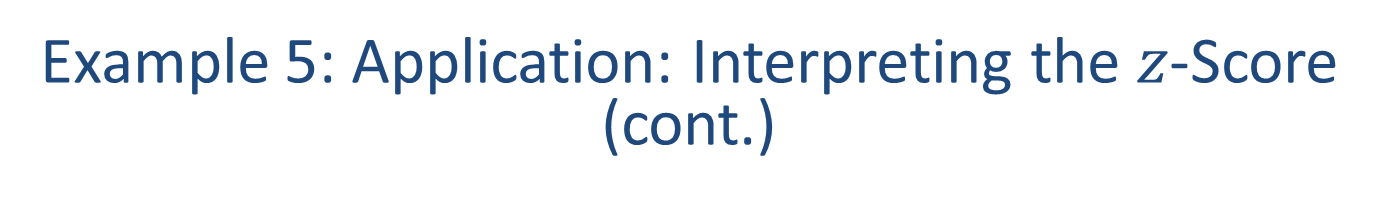 Example 5: Application: Interpreting the z-Score
(cont.)